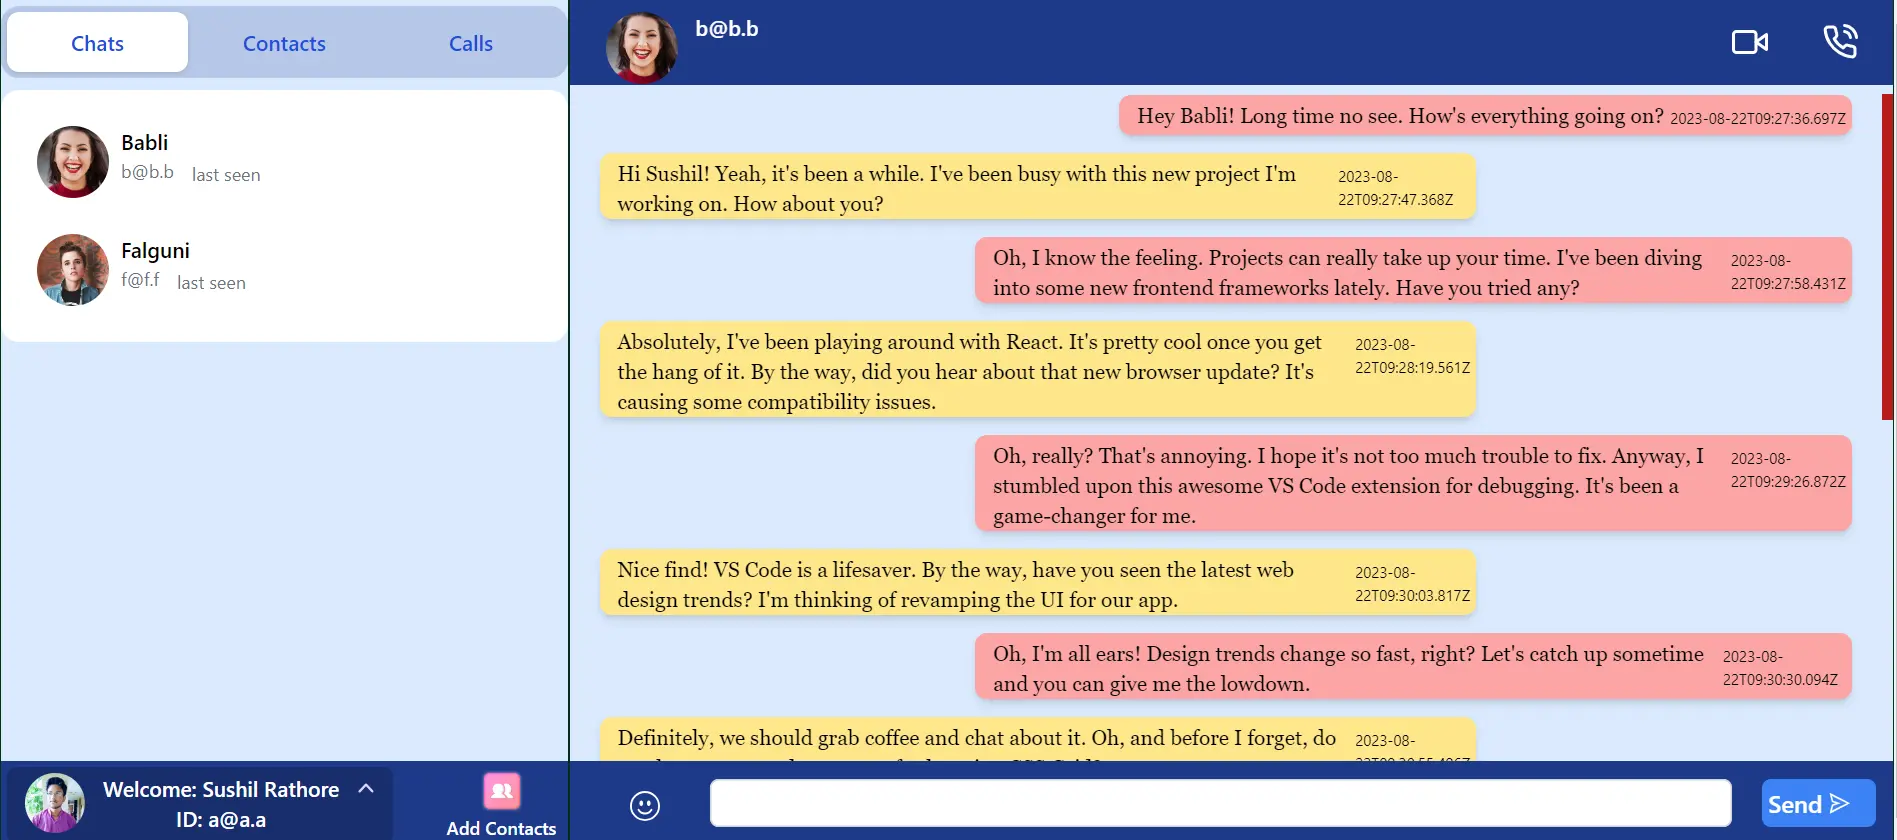 Chats
Contacts
Calls
Babli
b@b.b last seen
Falguni
f@f.f last seen
Welcome: Sushil Rathore
ID: a@a.a
Add Contacts
b@b.b
Hey Babli! Long time no see. How's everything going on? 2023-08-22T09:27:36.697Z
Hi Sushil! Yeah, it's been a while. I've been busy with this new project I'm
working on. How about you?
2023-08-
22T09:27:47.368Z
Oh, I know the feeling. Projects can really take up your time. I've been diving
into some new frontend frameworks lately. Have you tried any?
2023-08-
22T09:27:58.431Z
Absolutely, I've been playing around with React. It's pretty cool once you get
the hang of it. By the way, did you hear about that new browser update? It's
causing some compatibility issues.
2023-08-
22T09:28:19.561Z
Oh, really? That's annoying. I hope it's not too much trouble to fix. Anyway, I
stumbled upon this awesome VS Code extension for debugging. It's been a
game-changer for me.
2023-08-
22T09:29:26.872Z
Nice find! VS Code is a lifesaver. By the way, have you seen the latest web
design trends? I'm thinking of revamping the UI for our app.
2023-08-
22T09:30:03.817Z
Oh, I'm all ears! Design trends change so fast, right? Let's catch up sometime
and you can give me the lowdown.
2023-08-
22T09:30:30.094Z
Definitely, we should grab coffee and chat about it. Oh, and before I forget, do
2023-08-
Send